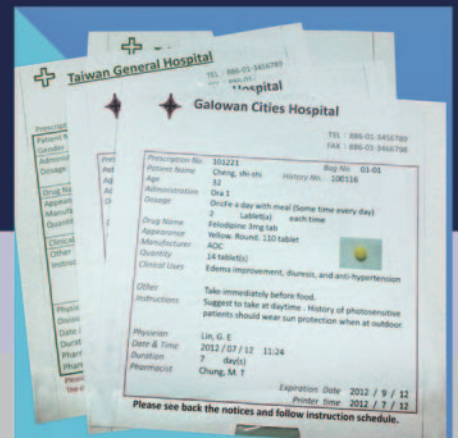 Taiwan General Hospital
TEL : 886-01-3456789
Hospital
Galowan Cities Hospital
TEL : 886-01-3456789
FAX : 886-01-3466798
Prescription No. 101221 Bag No. 01-01
Patient Name Cheng, shi-shi History No. 100116
Age 32
Administration Ora 1
Dosage OncFe a day with meal (Some time every day)
2 Lablet(a) each time
Drug Name Felodipine 3mg tab
Appearance Yellow. Round. 110 tablet
Manufacturer AOC
Quantity 14 tablet(s)
Clinical Uses Edema improvement, diuresis, and anti-hypertension
Other Take immediately before food.
Instructions Suggest to take at daytime . History of photosensitive
patients should wear sun protection when at outdoor.
Physician Lin, G. E
Date & Time 2012 / 07 / 12 11:24
Duration 7 day(s)
Pharmacist Chung, M. T
Expiration Date 2012 / 9 / 12
Printer time 2012 / 7 / 12
Please see back the notices and follow instruction schedule.